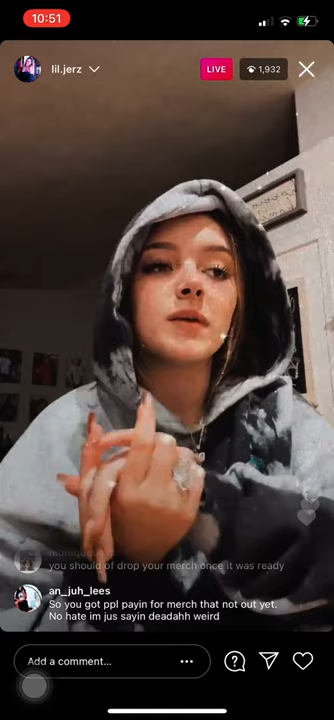 10:51
lil.jerz
LIVE
1,932
you should of drop your merch once it was ready
an_juh_lees
So you got ppl payin for merch that not out yet.
No hate im jus sayin deadahh weird
Add a comment...